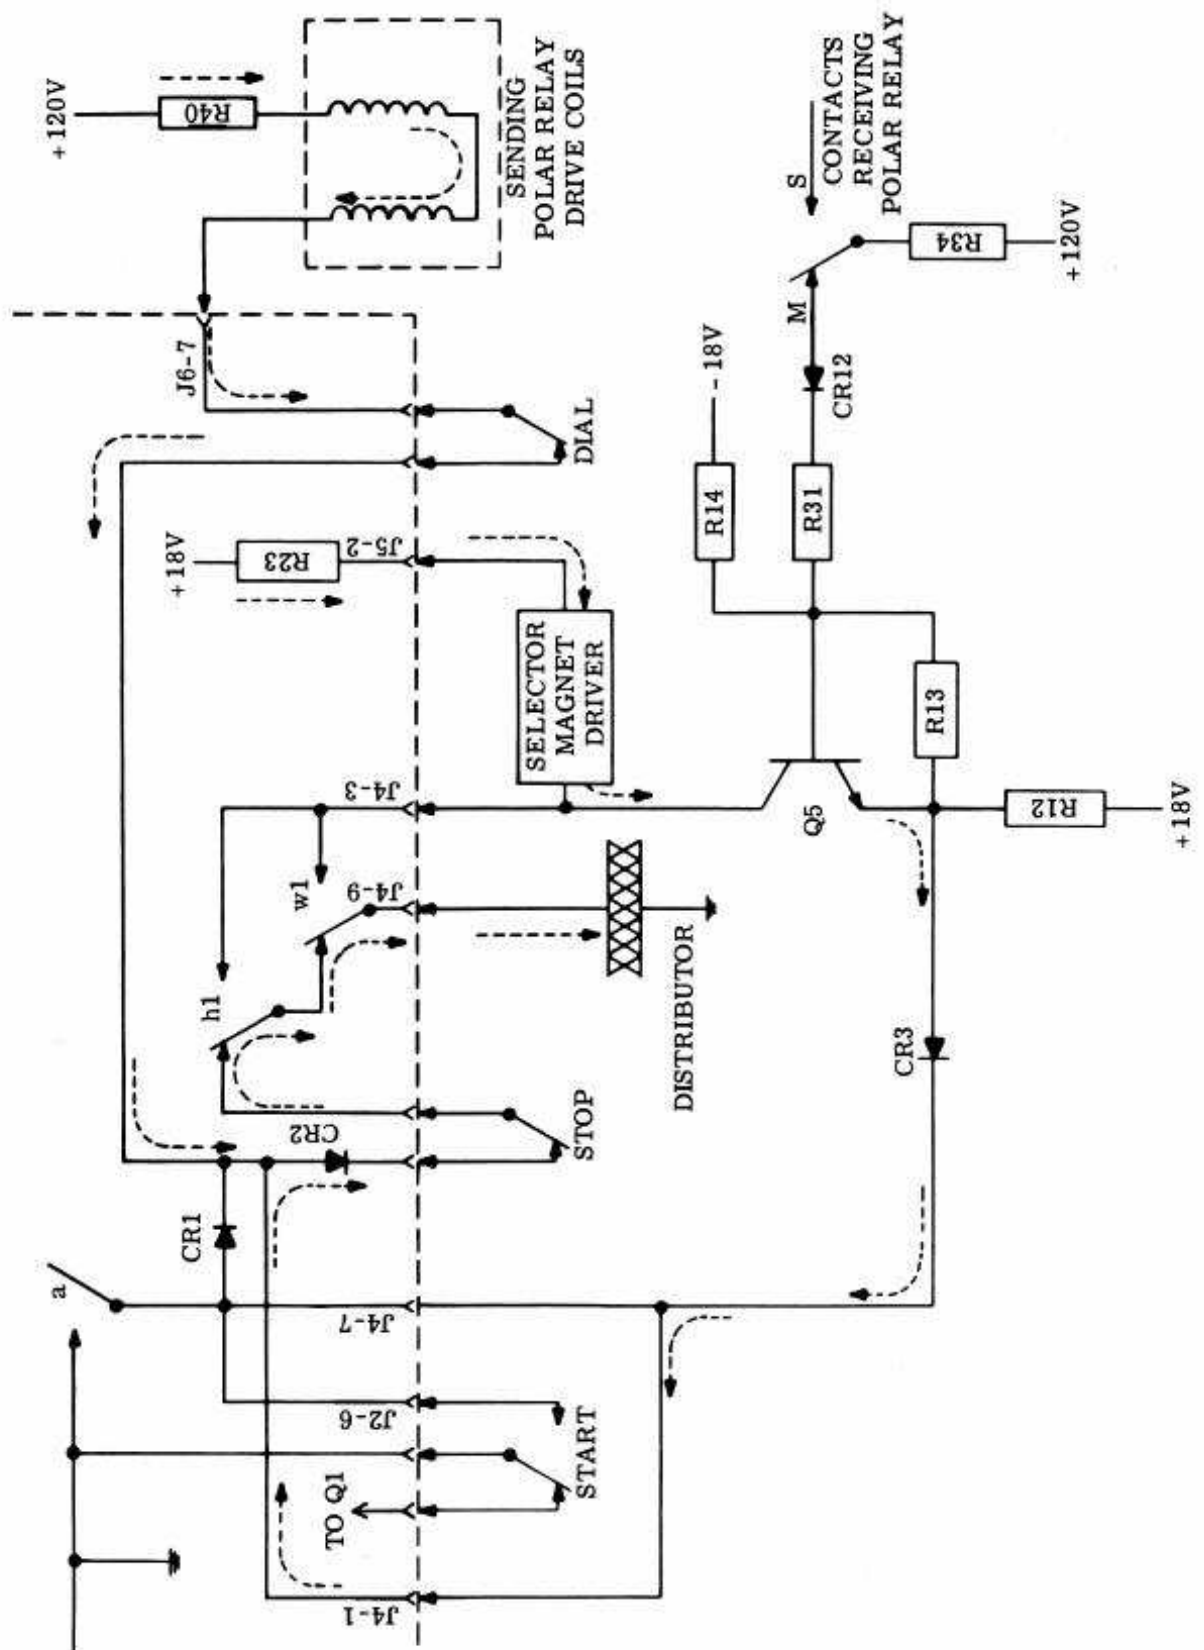 +120V
R40
SENDING
POLAR RELAY
DRIVE COILS
J6-7
DIAL
+18V
R23
J5-2
SELECTOR
MAGNET
DRIVER
J4-3
w1
J4-9
h1
DISTRIBUTOR
CR2
STOP
CR1
a
J4-7
J2-6
START
TO Q1
J4-1
S
CONTACTS
RECEIVING
POLAR RELAY
M
R34
+120V
CR12
-18V
R14
R31
R13
Q5
R12
+18V
CR3